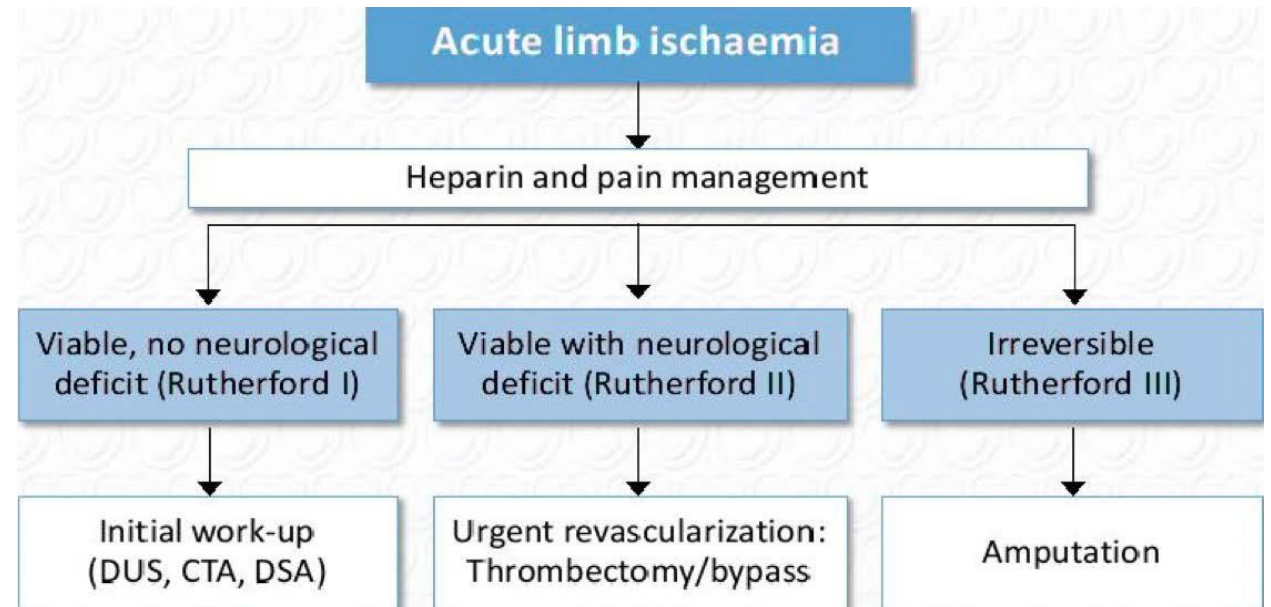 Acute limb ischaemia
Heparin and pain management
Viable, no neurological
deficit (Rutherford I)
Viable with neurological
deficit (Rutherford II)
Irreversible
(Rutherford III)
Initial work-up
(DUS, CTA, DSA)
Urgent revascularization:
Thrombectomy/bypass
Amputation